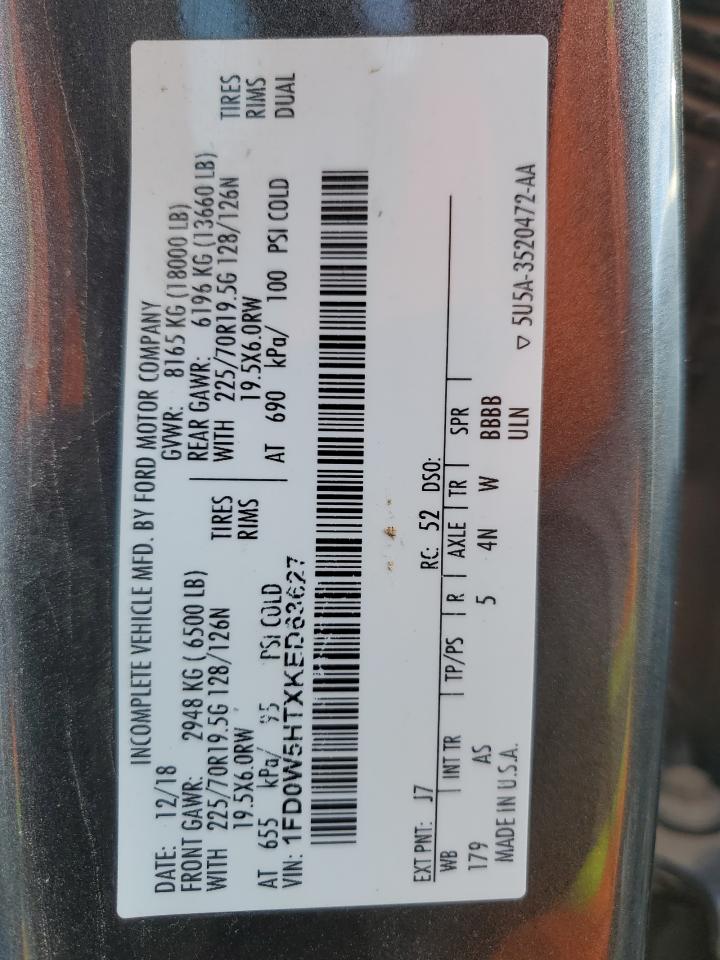 INCOMPLETE VEHICLE MFD. BY FORD MOTOR COMPANY
DATE: 12/18 GVWR: 8165 KG (18000 LB)
FRONT GAWR: 2948 KG ( 6500 LB) REAR GAWR: 6196 KG (13660 LB)
WITH 225/70R19.5G 128/126N TIRES WITH 225/70R19.5G 128/126N TIRES
19.5X6.0RW RIMS 19.5X6.0RW RIMS
AT 655 kPa/ 95 PSI COLD AT 690 kPa/ 100 PSI COLD DUAL
VIN: 1FD0W5HTXKED63627
EXT PNT: J7 RC: 52 DSO:
WB INT TR TP/PS R AXLE TR SPR
179 AS 5 4N W BBBB
MADE IN U.S.A. ULN
▽ 5U5A-3520472-AA